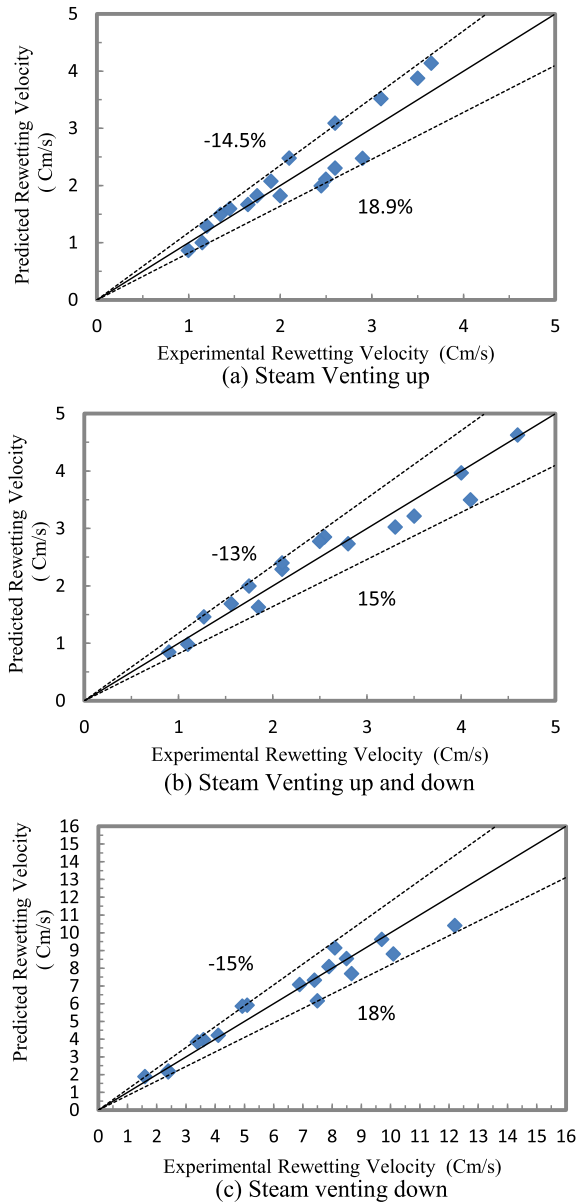 5
4
3
2
1
0
Predicted Rewetting Velocity
( Cm/s)
-14.5%
18.9%
0 1 2 3 4 5
Experimental Rewetting Velocity (Cm/s)
(a) Steam Venting up
5
4
3
2
1
0
Predicted Rewetting Velocity
( Cm/s)
-13%
15%
0 1 2 3 4 5
Experimental Rewetting Velocity (Cm/s)
(b) Steam Venting up and down
16
15
14
13
12
11
10
9
8
7
6
5
4
3
2
1
0
Predicted Rewetting Velocity
( Cm/s)
-15%
18%
0 1 2 3 4 5 6 7 8 9 10 11 12 13 14 15 16
Experimental Rewetting Velocity (Cm/s)
(c) Steam venting down